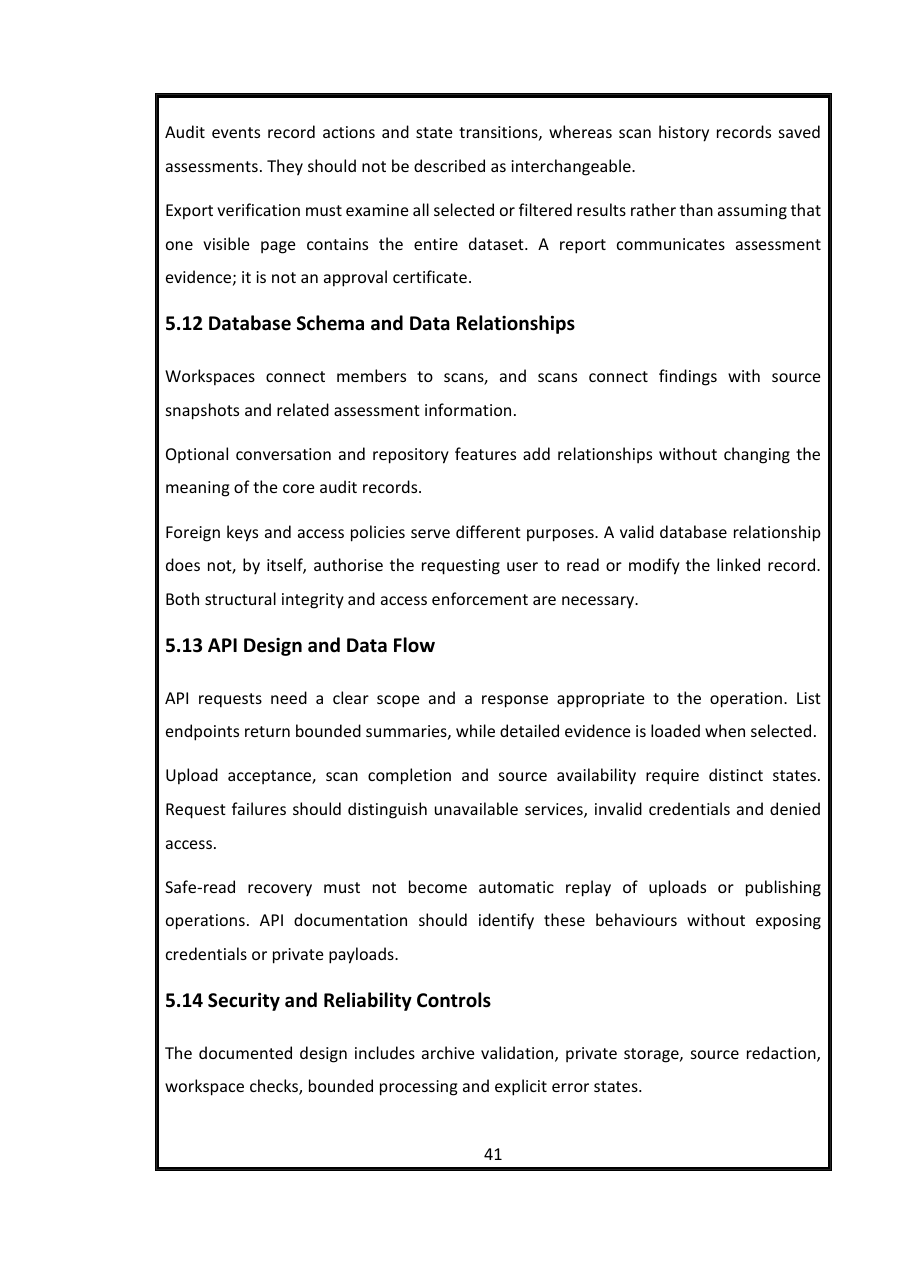 Audit events record actions and state transitions, whereas scan history records saved
assessments. They should not be described as interchangeable.
Export verification must examine all selected or filtered results rather than assuming that
one visible page contains the entire dataset. A report communicates assessment
evidence; it is not an approval certificate.
5.12 Database Schema and Data Relationships
Workspaces connect members to scans, and scans connect findings with source
snapshots and related assessment information.
Optional conversation and repository features add relationships without changing the
meaning of the core audit records.
Foreign keys and access policies serve different purposes. A valid database relationship
does not, by itself, authorise the requesting user to read or modify the linked record.
Both structural integrity and access enforcement are necessary.
5.13 API Design and Data Flow
API requests need a clear scope and a response appropriate to the operation. List
endpoints return bounded summaries, while detailed evidence is loaded when selected.
Upload acceptance, scan completion and source availability require distinct states.
Request failures should distinguish unavailable services, invalid credentials and denied
access.
Safe-read recovery must not become automatic replay of uploads or publishing
operations. API documentation should identify these behaviours without exposing
credentials or private payloads.
5.14 Security and Reliability Controls
The documented design includes archive validation, private storage, source redaction,
workspace checks, bounded processing and explicit error states.
41